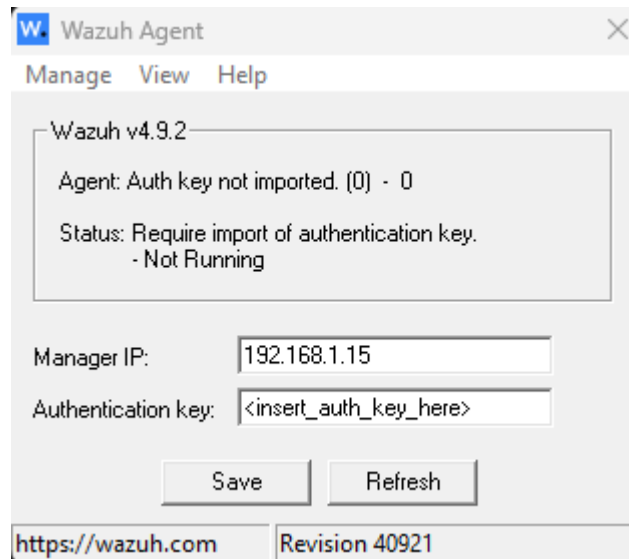 W. Wazuh Agent
Manage View Help
Wazuh v4.9.2
Agent: Auth key not imported. (0) - 0
Status: Require import of authentication key.
- Not Running
Manager IP: 192.168.1.15
Authentication key: <insert_auth_key_here>
Save Refresh
https://wazuh.com Revision 40921